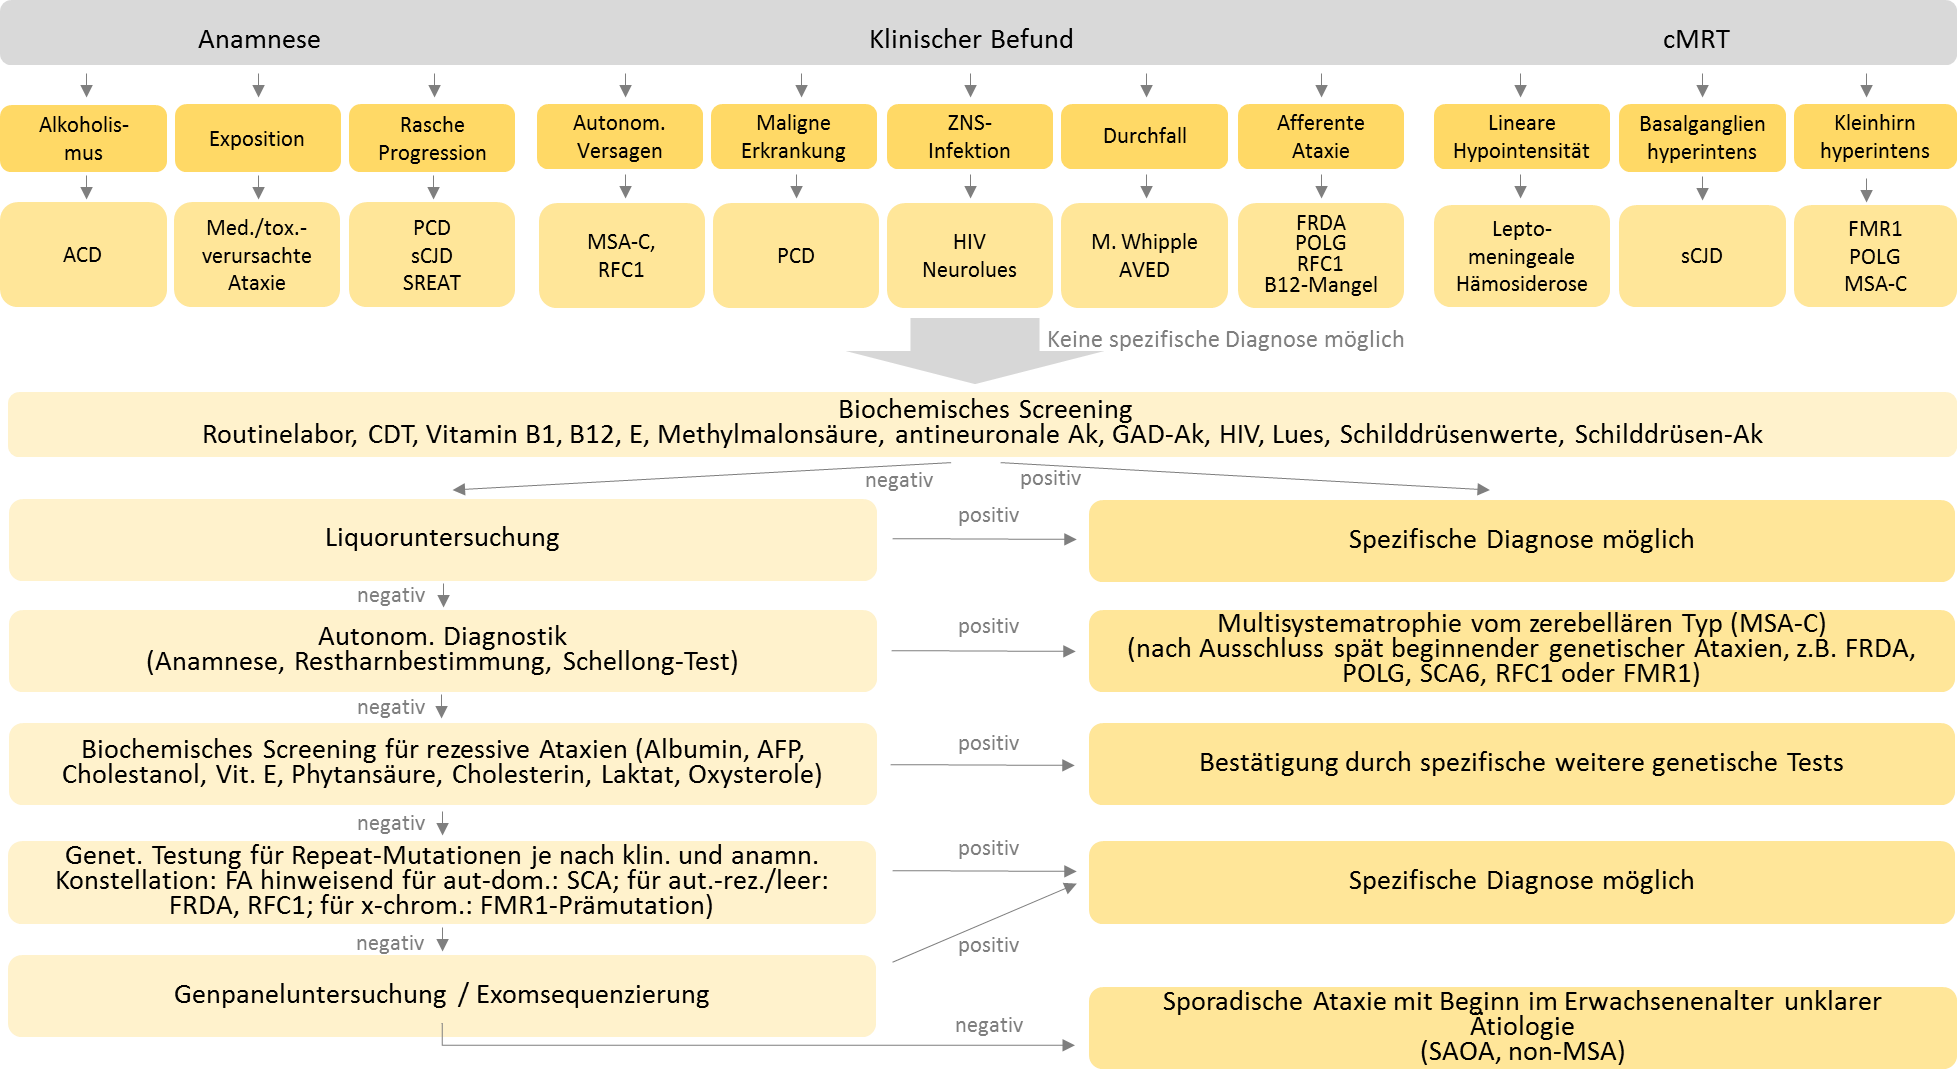 Anamnese
Klinischer Befund
cMRT
Alkoholis-
mus
Exposition
Rasche
Progression
Autonom.
Versagen
Maligne
Erkrankung
ZNS-
Infektion
Durchfall
Afferente
Ataxie
Lineare
Hypointensität
Basalganglien
hyperintens
Kleinhirn
hyperintens
ACD
Med./tox.-
verursachte
Ataxie
PCD
sCJD
SREAT
MSA-C,
RFC1
PCD
HIV
Neurolues
M. Whipple
AVED
FRDA
POLG
RFC1
B12-Mangel
Lepto-
meningeale
Hämosiderose
sCJD
FMR1
POLG
MSA-C
Keine spezifische Diagnose möglich
Biochemisches Screening
Routinelabor, CDT, Vitamin B1, B12, E, Methylmalonsäure, antineuronale Ak, GAD-Ak, HIV, Lues, Schilddrüsenwerte, Schilddrüsen-Ak
negativ
positiv
Liquoruntersuchung
positiv
Spezifische Diagnose möglich
negativ
Autonom. Diagnostik
(Anamnese, Restharnbestimmung, Schellong-Test)
positiv
Multisystematrophie vom zerebellären Typ (MSA-C)
(nach Ausschluss spät beginnender genetischer Ataxien, z.B. FRDA,
POLG, SCA6, RFC1 oder FMR1)
negativ
Biochemisches Screening für rezessive Ataxien (Albumin, AFP,
Cholestanol, Vit. E, Phytansäure, Cholesterin, Laktat, Oxysterole)
positiv
Bestätigung durch spezifische weitere genetische Tests
negativ
Genet. Testung für Repeat-Mutationen je nach klin. und anamn.
Konstellation: FA hinweisend für aut-dom.: SCA; für aut.-rez./leer:
FRDA, RFC1; für x-chrom.: FMR1-Prämutation)
positiv
Spezifische Diagnose möglich
negativ
Genpaneluntersuchung / Exomsequenzierung
positiv
negativ
Sporadische Ataxie mit Beginn im Erwachsenenalter unklarer
Ätiologie
(SAOA, non-MSA)